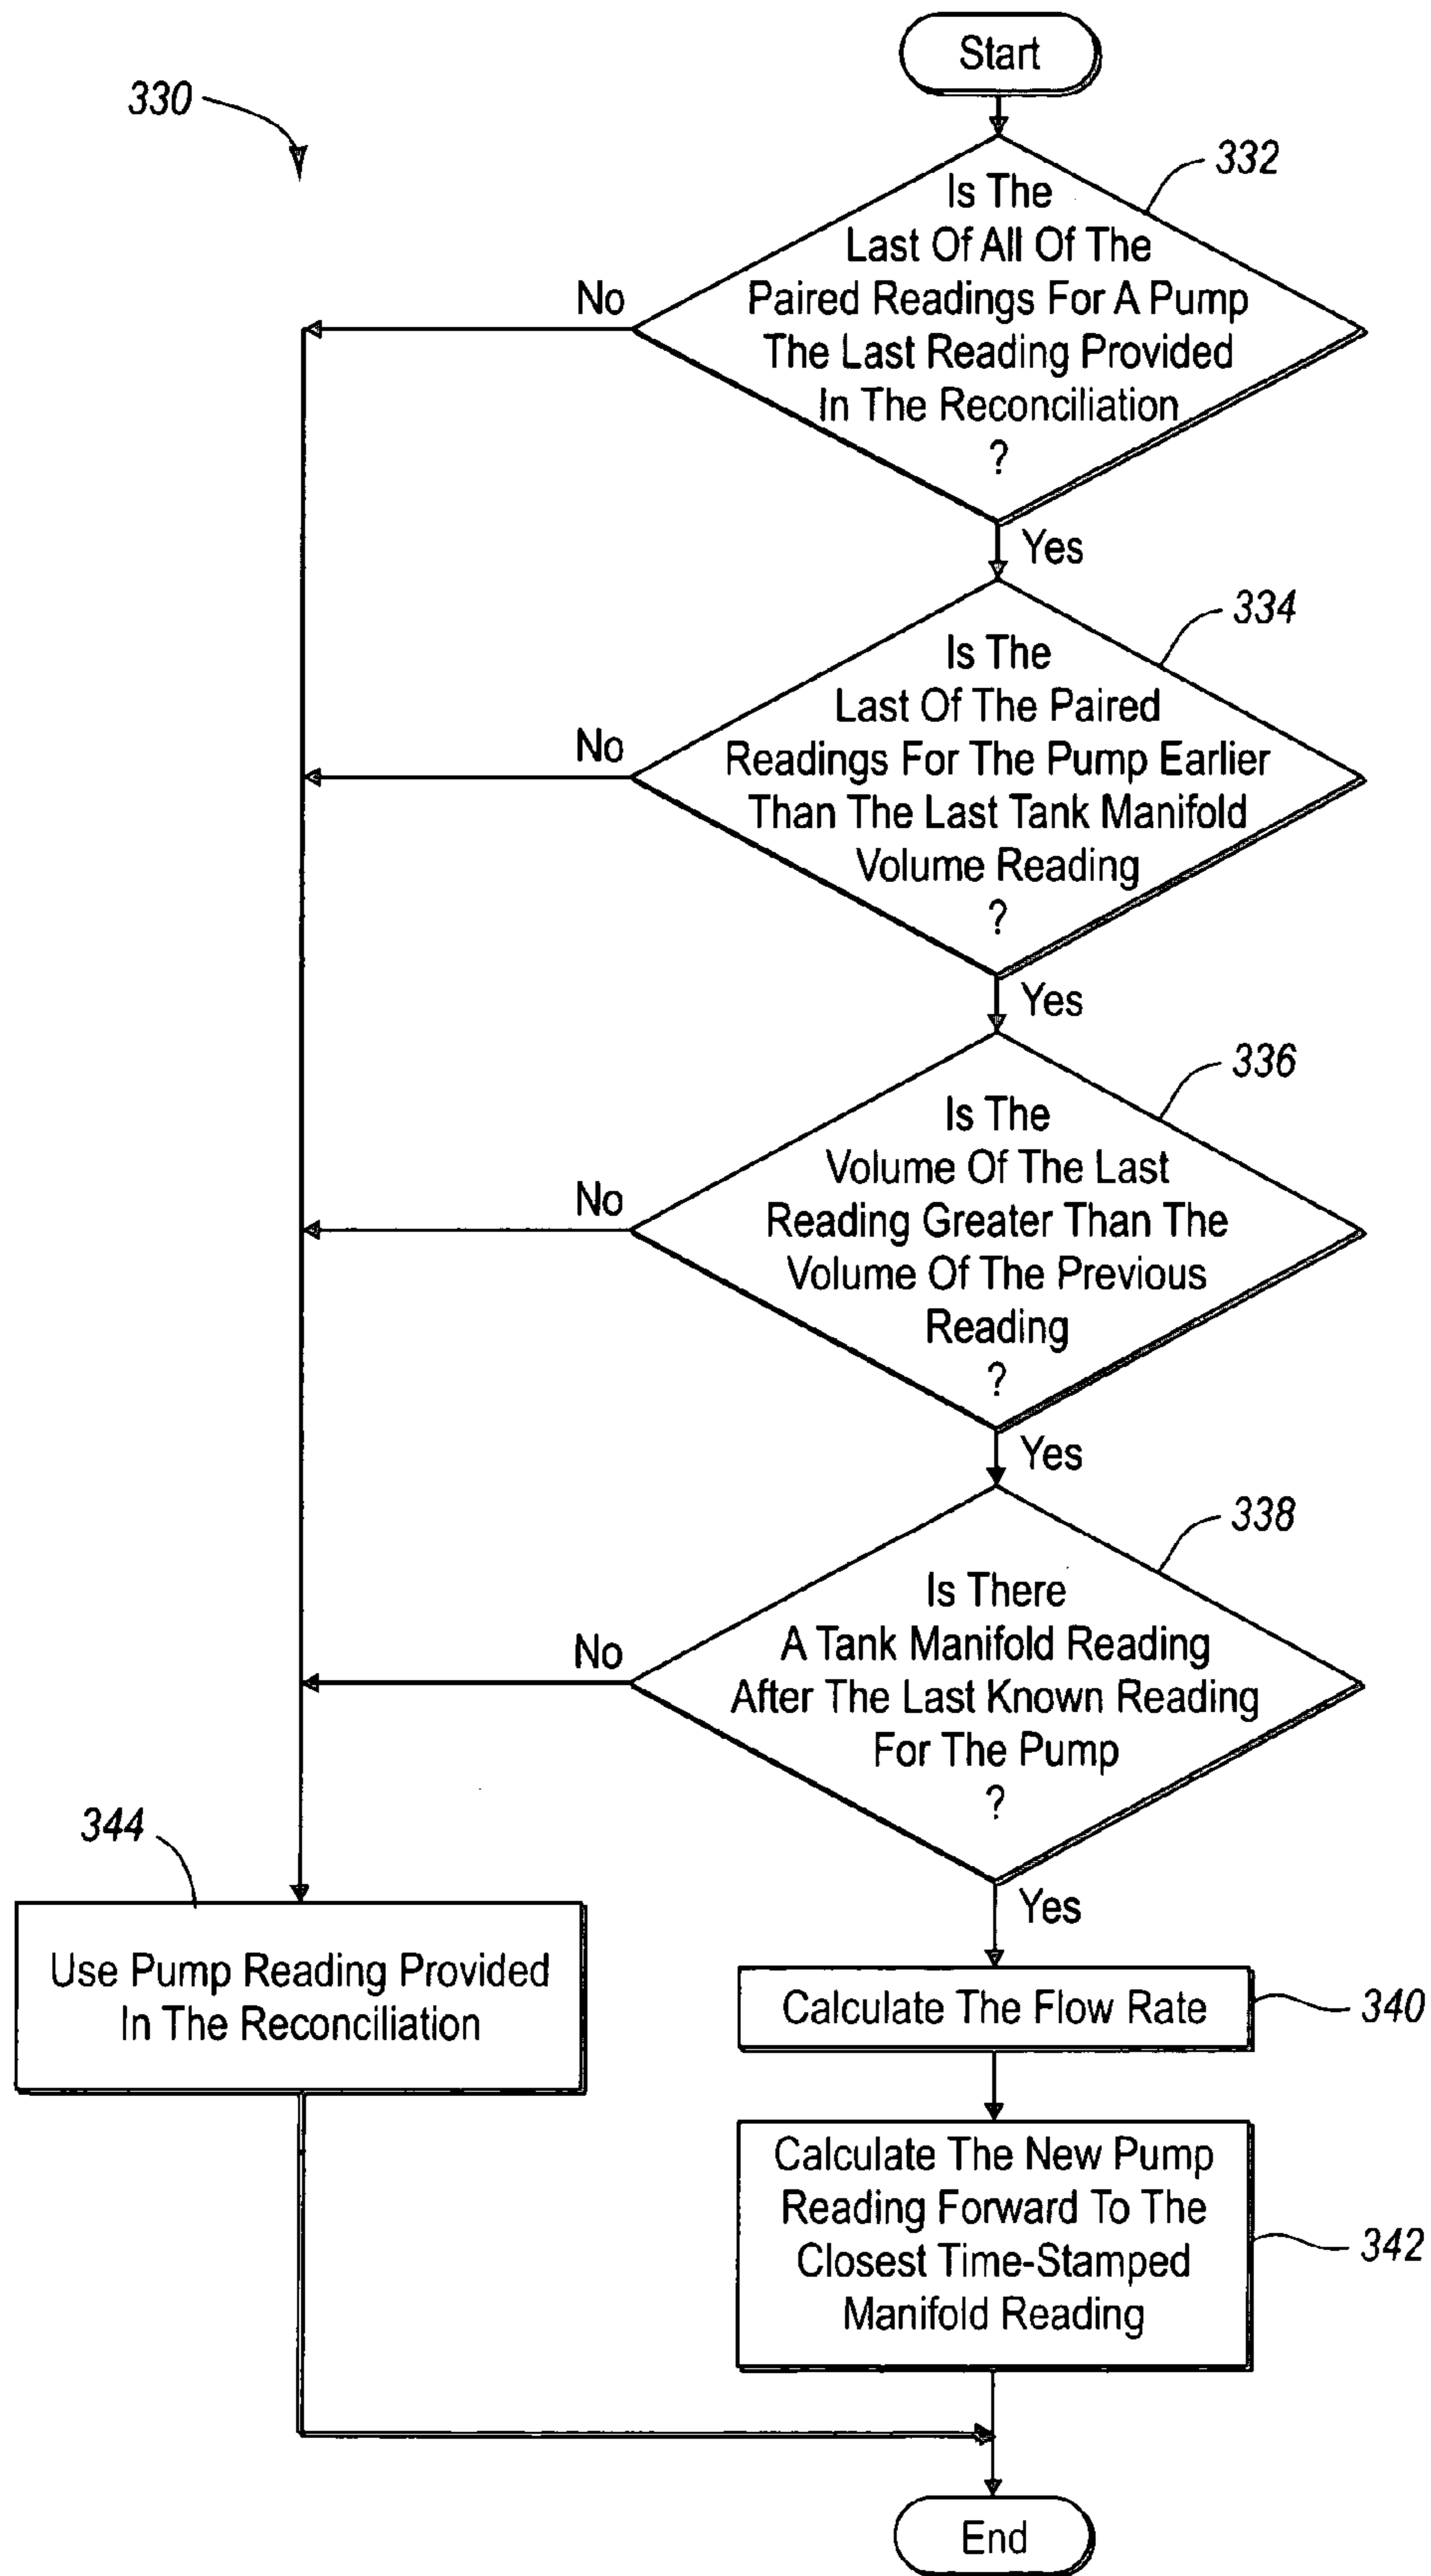 Start
330
332
Is The
Last Of All Of The
Paired Readings For A Pump
The Last Reading Provided
In The Reconciliation
?
No
Yes
334
Is The
Last Of The Paired
Readings For The Pump Earlier
Than The Last Tank Manifold
Volume Reading
?
No
Yes
336
Is The
Volume Of The Last
Reading Greater Than The
Volume Of The Previous
Reading
?
No
Yes
338
Is There
A Tank Manifold Reading
After The Last Known Reading
For The Pump
?
No
Yes
344
Use Pump Reading Provided
In The Reconciliation
Calculate The Flow Rate
340
Calculate The New Pump
Reading Forward To The
Closest Time-Stamped
Manifold Reading
342
End